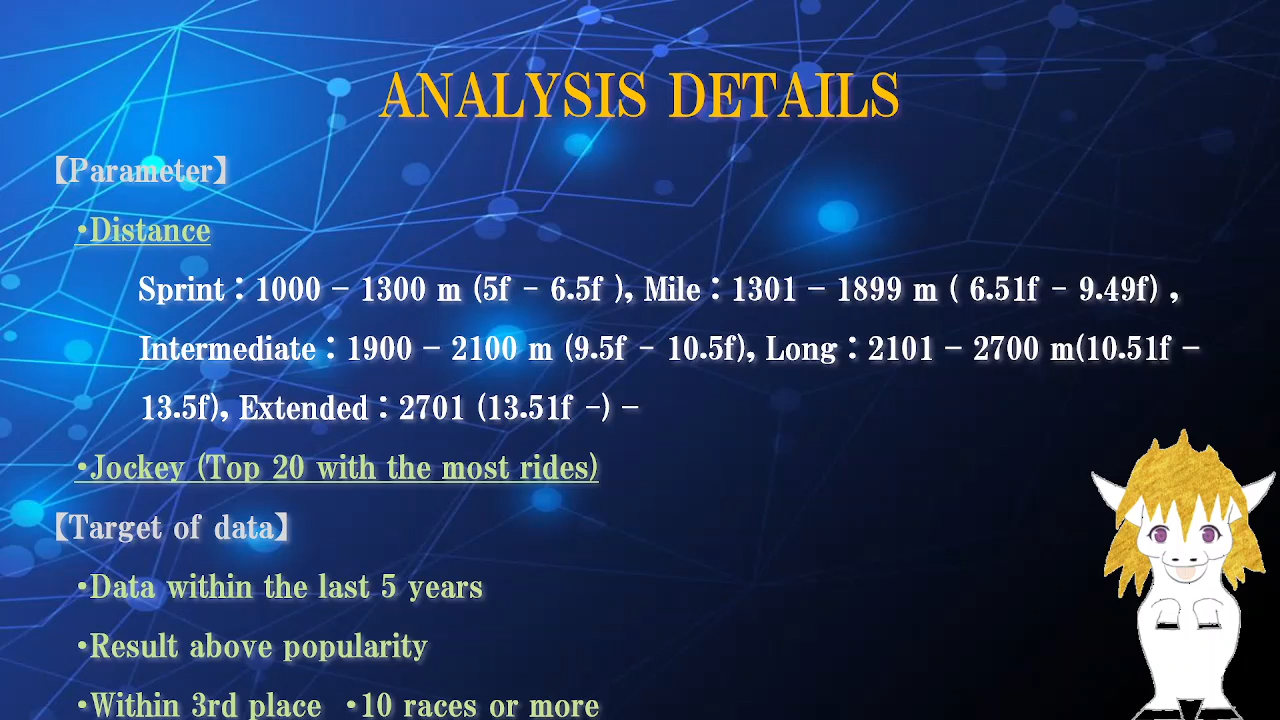 ANALYSIS DETAILS
【Parameter】
・Distance
Sprint：1000 – 1300 m (5f – 6.5f ), Mile：1301 – 1899 m ( 6.51f – 9.49f) ,
Intermediate：1900 – 2100 m (9.5f – 10.5f), Long：2101 – 2700 m(10.51f –
13.5f), Extended：2701 (13.51f –) –
・Jockey (Top 20 with the most rides)
【Target of data】
・Data within the last 5 years
・Result above popularity
・Within 3rd place ・10 races or more